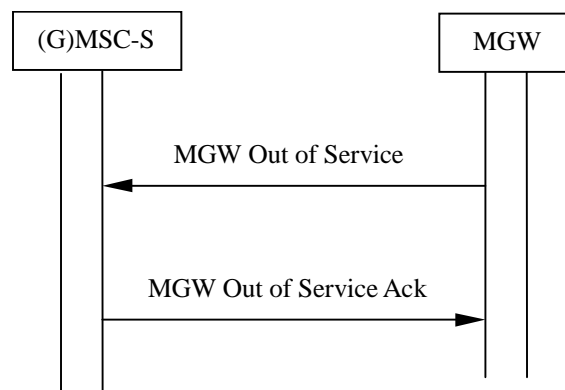 (G)MSC-S
MGW
MGW Out of Service
MGW Out of Service Ack